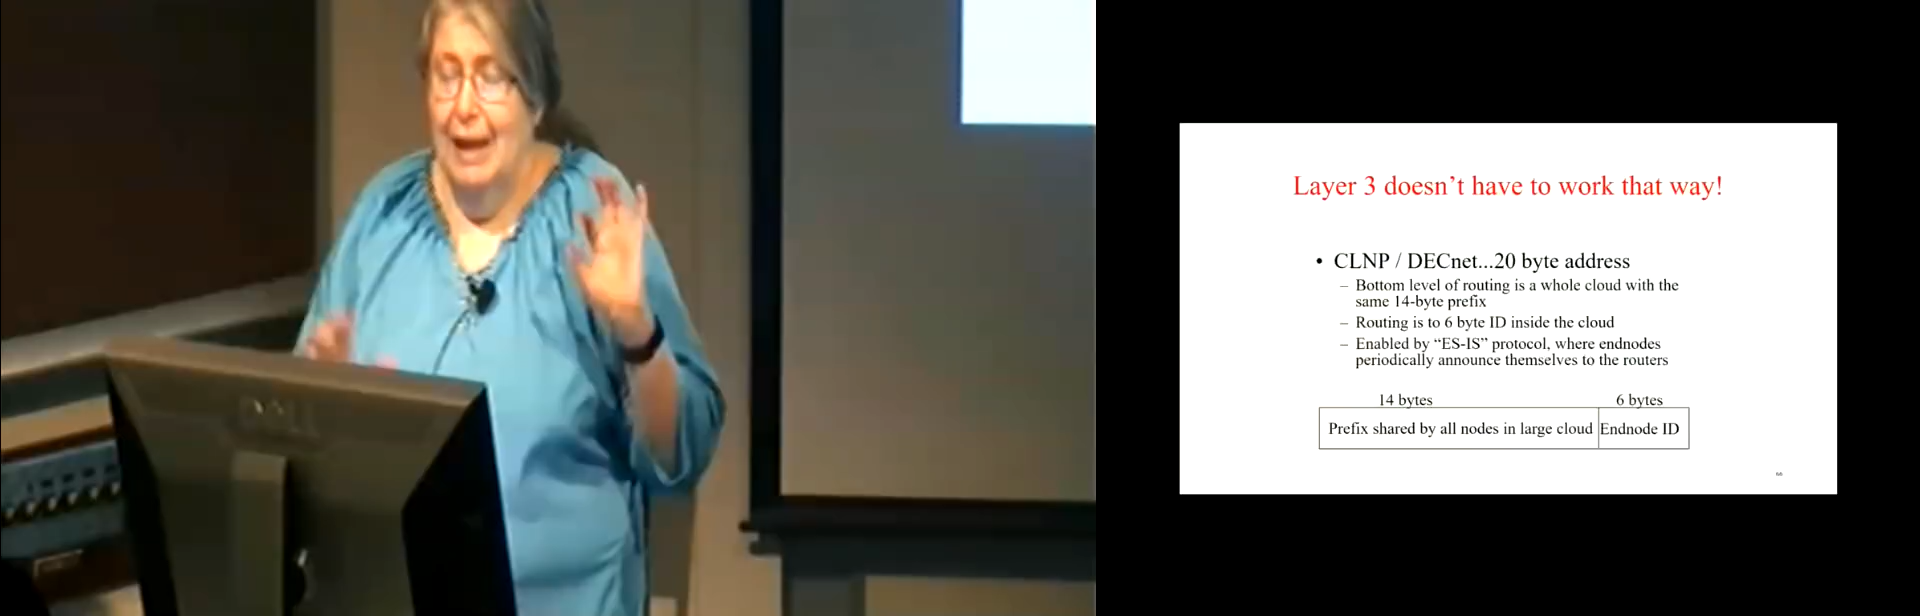 DELL
Layer 3 doesn’t have to work that way!
• CLNP / DECnet...20 byte address
– Bottom level of routing is a whole cloud with the
same 14-byte prefix
– Routing is to 6 byte ID inside the cloud
– Enabled by “ES-IS” protocol, where endnodes
periodically announce themselves to the routers
14 bytes 6 bytes
Prefix shared by all nodes in large cloud Endnode ID